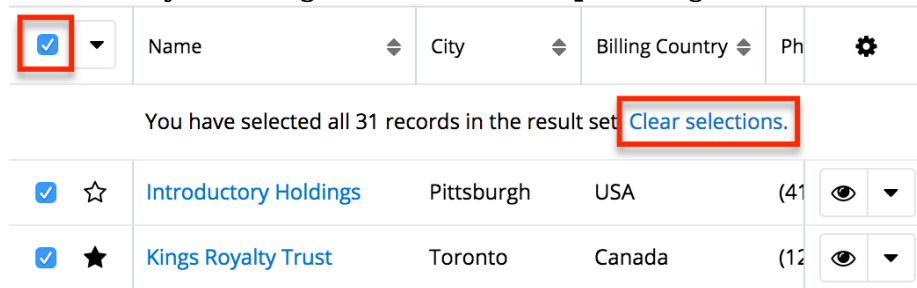 Name City Billing Country Ph
You have selected all 31 records in the result set Clear selections.
Introductory Holdings Pittsburgh USA (41
Kings Royalty Trust Toronto Canada (12